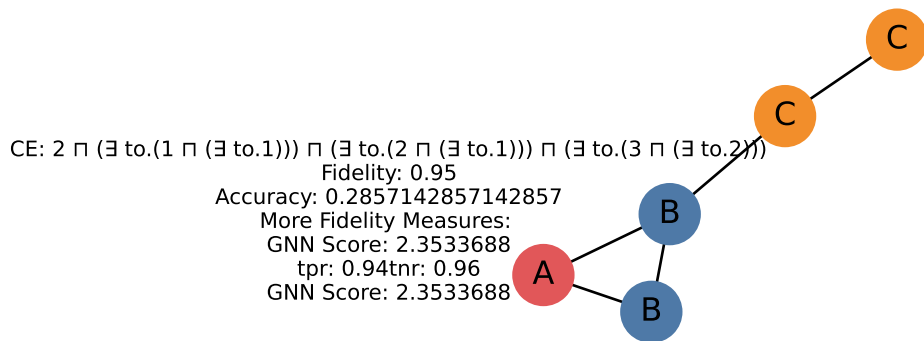 C
C
CE: 2 ⊓ (∃ to.(1 ⊓ (∃ to.1))) ⊓ (∃ to.(2 ⊓ (∃ to.1))) ⊓ (∃ to.(3 ⊓ (∃ to.2)))
Fidelity: 0.95
Accuracy: 0.2857142857142857
B
More Fidelity Measures:
GNN Score: 2.3533688
tpr: 0.94tnr: 0.96
A
GNN Score: 2.3533688
B